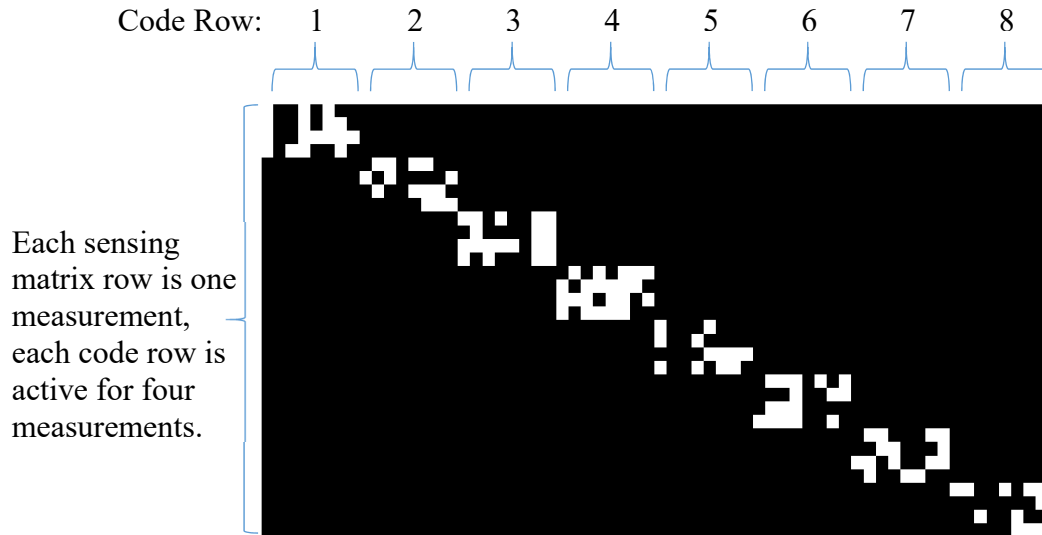 Code Row: 1 2 3 4 5 6 7 8
Each sensing
matrix row is one
measurement,
each code row is
active for four
measurements.